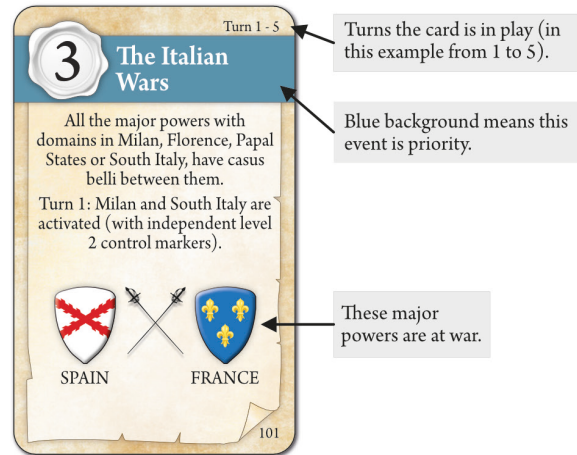 Turn 1 - 5
3
The Italian
Wars
All the major powers with
domains in Milan, Florence, Papal
States or South Italy, have casus
belli between them.
Turn 1: Milan and South Italy are
activated (with independent level
2 control markers).
SPAIN
FRANCE
101
Turns the card is in play (in
this example from 1 to 5).
Blue background means this
event is priority.
These major
powers are at war.